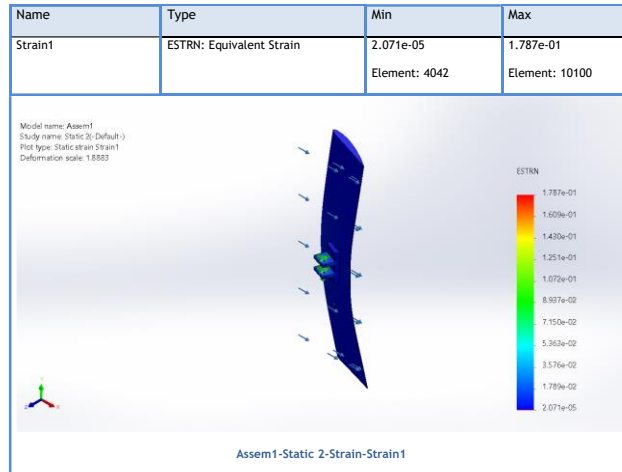 Name Type Min Max
Strain1 ESTRN: Equivalent Strain 2.071e-05 1.787e-01
Element: 4042 Element: 10100
Model name: Assem1
Study name: Static 2(-Default-)
Plot type: Static strain Strain1
Deformation scale: 1.8883
ESTRN
1.787e-01
1.609e-01
1.430e-01
1.251e-01
1.072e-01
8.937e-02
7.150e-02
5.363e-02
3.576e-02
1.789e-02
2.071e-05
Assem1-Static 2-Strain-Strain1